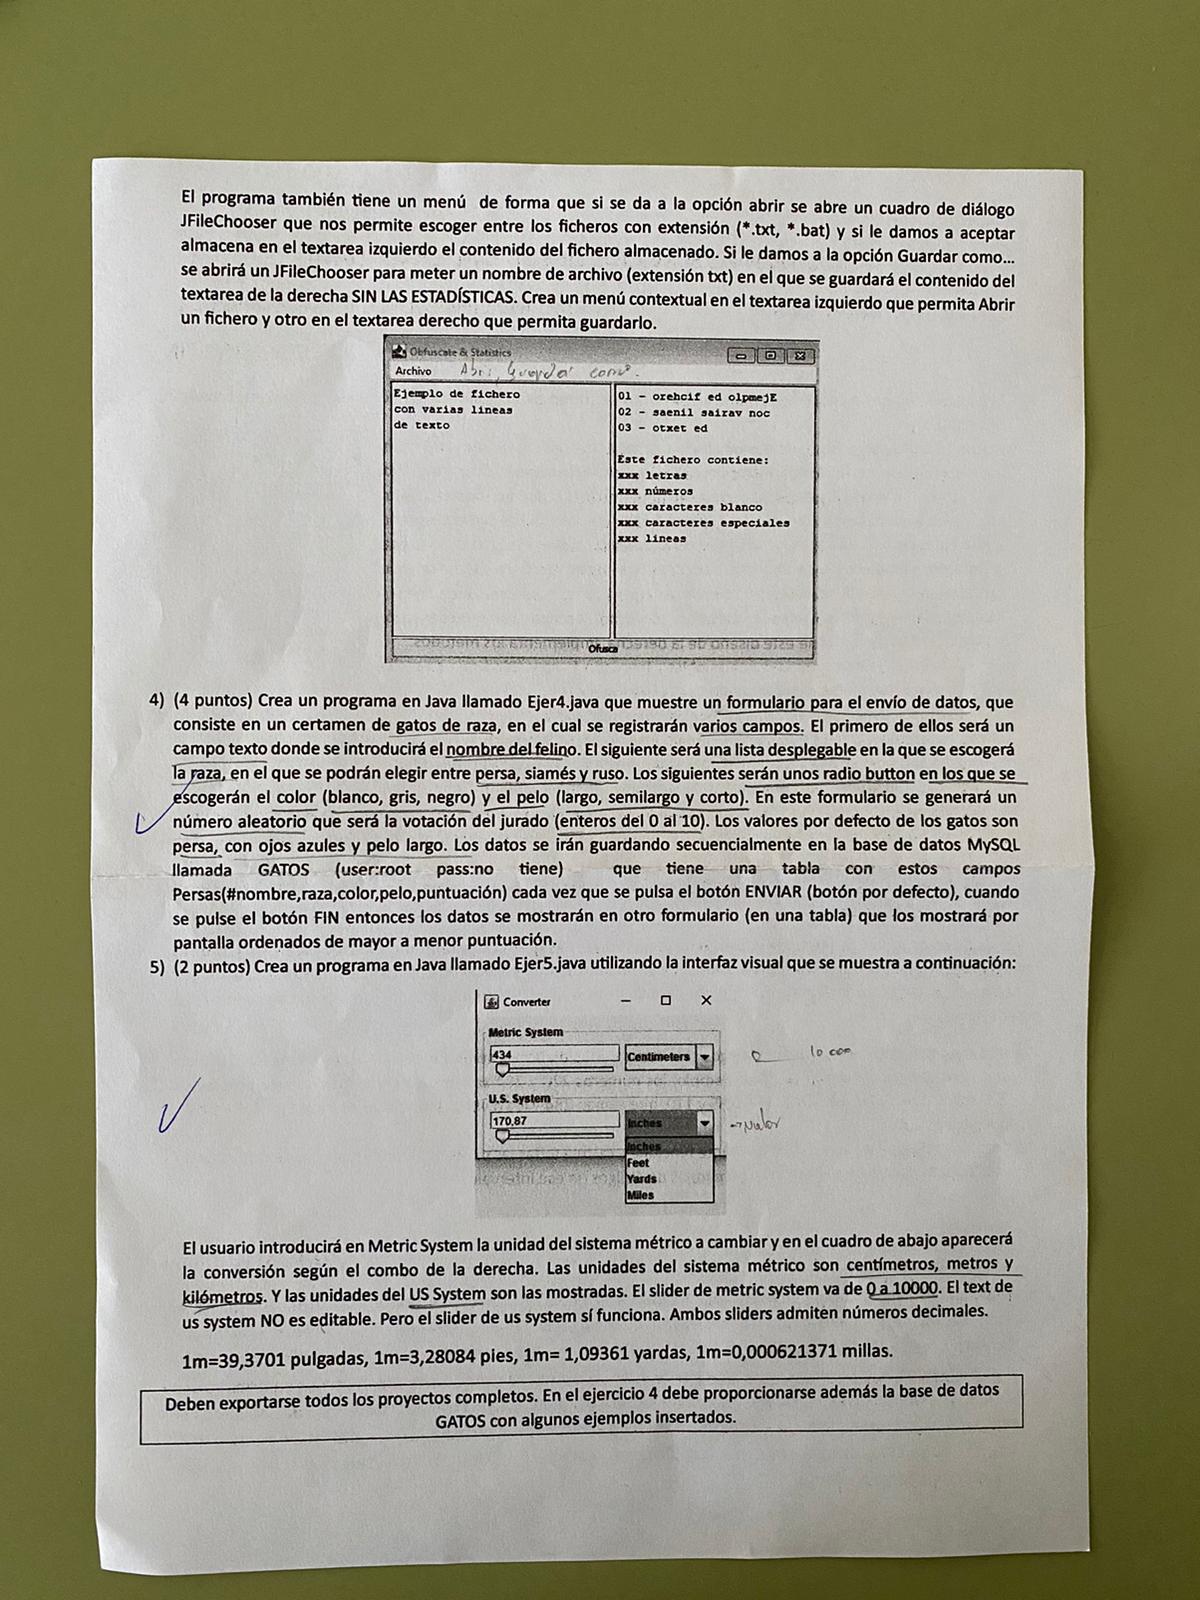 El programa también tiene un menú de forma que si se da a la opción abrir se abre un cuadro de diálogo
JFileChooser que nos permite escoger entre los ficheros con extensión (*.txt, *.bat) y si le damos a aceptar
almacena en el textarea izquierdo el contenido del fichero almacenado. Si le damos a la opción Guardar como...
se abrirá un JFileChooser para meter un nombre de archivo (extensión txt) en el que se guardará el contenido del
textarea de la derecha SIN LAS ESTADÍSTICAS. Crea un menú contextual en el textarea izquierdo que permita Abrir
un fichero y otro en el textarea derecho que permita guardarlo.
Obfuscate & Statistics
Archivo Abrir, Guardar como.
Ejemplo de fichero
con varias lineas
de texto
01 - orehcif ed olpmejE
02 - saenil sairav noc
03 - otxet ed
Este fichero contiene:
xxx letras
xxx números
xxx caracteres blanco
xxx caracteres especiales
xxx lineas
Ofusca
4) (4 puntos) Crea un programa en Java llamado Ejer4.java que muestre un formulario para el envío de datos, que
consiste en un certamen de gatos de raza, en el cual se registrarán varios campos. El primero de ellos será un
campo texto donde se introducirá el nombre del felino. El siguiente será una lista desplegable en la que se escogerá
la raza, en el que se podrán elegir entre persa, siamés y ruso. Los siguientes serán unos radio button en los que se
escogerán el color (blanco, gris, negro) y el pelo (largo, semilargo y corto). En este formulario se generará un
número aleatorio que será la votación del jurado (enteros del 0 al 10). Los valores por defecto de los gatos son
persa, con ojos azules y pelo largo. Los datos se irán guardando secuencialmente en la base de datos MySQL
llamada GATOS (user:root pass:no tiene) que tiene una tabla con estos campos
Persas(#nombre,raza,color,pelo,puntuación) cada vez que se pulsa el botón ENVIAR (botón por defecto), cuando
se pulse el botón FIN entonces los datos se mostrarán en otro formulario (en una tabla) que los mostrará por
pantalla ordenados de mayor a menor puntuación.
5) (2 puntos) Crea un programa en Java llamado Ejer5.java utilizando la interfaz visual que se muestra a continuación:
Converter
Metric System
434
Centimeters
10 000
U.S. System
170,87
Inches
→ valor
Inches
Feet
Yards
Miles
El usuario introducirá en Metric System la unidad del sistema métrico a cambiar y en el cuadro de abajo aparecerá
la conversión según el combo de la derecha. Las unidades del sistema métrico son centímetros, metros y
kilómetros. Y las unidades del US System son las mostradas. El slider de metric system va de 0 a 10000. El text de
us system NO es editable. Pero el slider de us system sí funciona. Ambos sliders admiten números decimales.
1m=39,3701 pulgadas, 1m=3,28084 pies, 1m= 1,09361 yardas, 1m=0,000621371 millas.
Deben exportarse todos los proyectos completos. En el ejercicio 4 debe proporcionarse además la base de datos
GATOS con algunos ejemplos insertados.